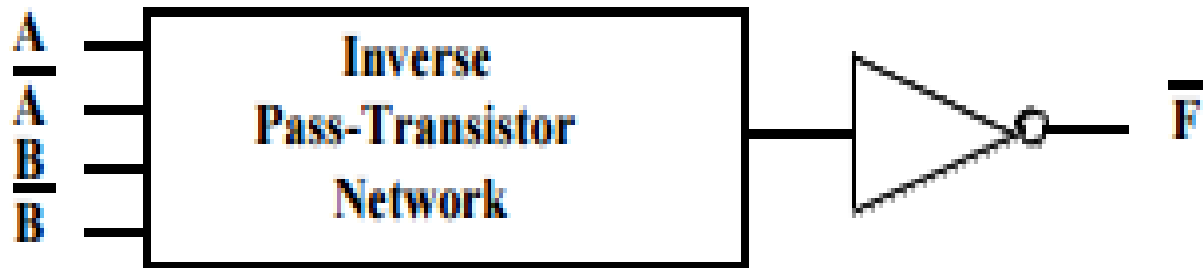 A
A̅
B
B̅
Inverse
Pass-Transistor
Network
F̅